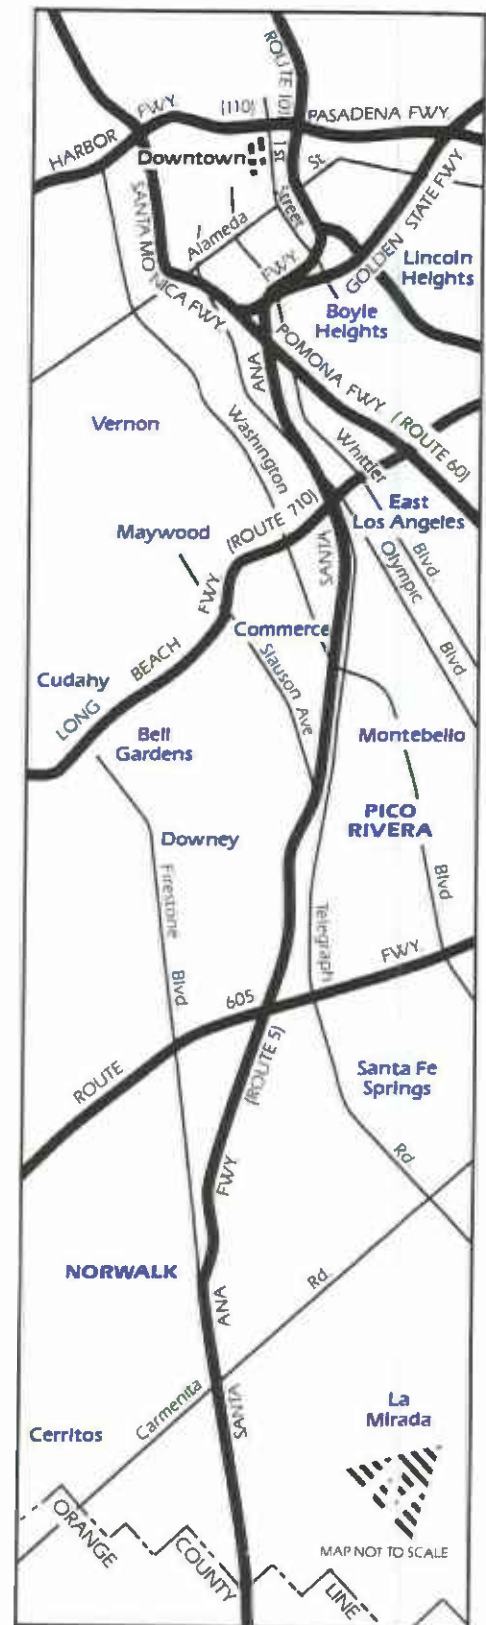 ROUTE 101
HARBOR
FWY
(110)
PASADENA FWY.
Downtown
1st
Street
St
SANTA MONICA FWY.
Alameda
FWY.
GOLDEN STATE FWY.
Lincoln
Heights
Boyle
Heights
ANA
POMONA FWY
( ROUTE 60)
Vernon
Washington
Whittier
Blvd.
East
Los Angeles
Maywood
(ROUTE 710)
SANTA
Olympic
Blvd.
FWY
Commerce
Slauson Ave
Cudahy
LONG
BEACH
Bell
Gardens
Montebello
PICO
RIVERA
Downey
Blvd
Firestone
Blvd
Telegraph
FWY.
605
ROUTE
(ROUTE 5)
Santa Fe
Springs
FWY
Rd
NORWALK
Rd.
ANA
Carmenita
SANTA
La
Mirada
Cerritos
ORANGE
COUNTY
LINE
MAP NOT TO SCALE